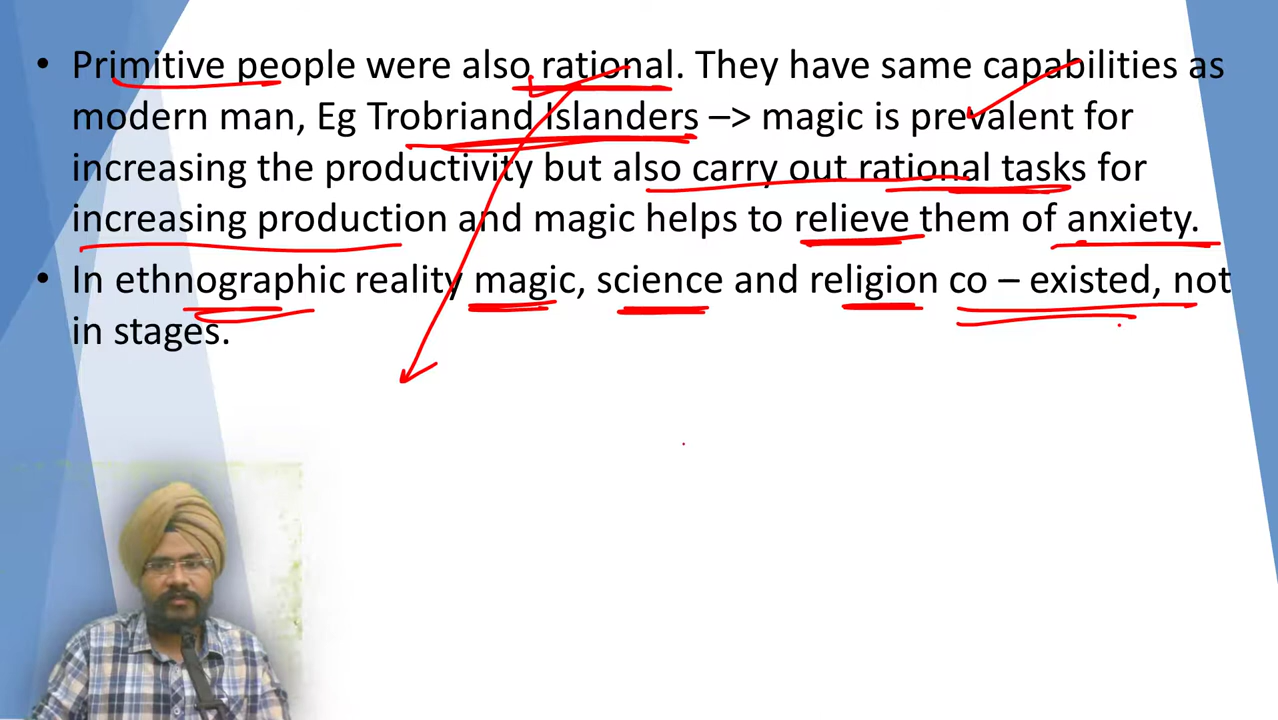 • Primitive people were also rational. They have same capabilities as
modern man, Eg Trobriand Islanders –> magic is prevalent for
increasing the productivity but also carry out rational tasks for
increasing production and magic helps to relieve them of anxiety.
• In ethnographic reality magic, science and religion co – existed, not
in stages.